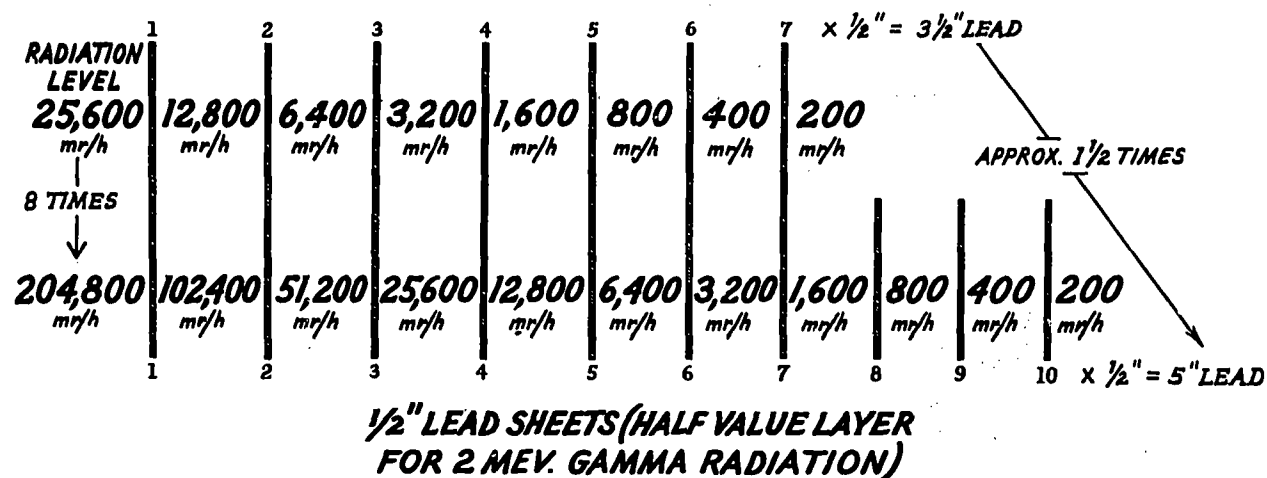 1 2 3 4 5 6 7 × 1/2" = 3 1/2" LEAD
RADIATION
LEVEL
25,600 12,800 6,400 3,200 1,600 800 400 200
mr/h mr/h mr/h mr/h mr/h mr/h mr/h mr/h
APPROX. 1 1/2 TIMES
8 TIMES
204,800 102,400 51,200 25,600 12,800 6,400 3,200 1,600 800 400 200
mr/h mr/h mr/h mr/h mr/h mr/h mr/h mr/h mr/h mr/h mr/h
1 2 3 4 5 6 7 8 9 10 × 1/2" = 5" LEAD
1/2" LEAD SHEETS (HALF VALUE LAYER
FOR 2 MEV. GAMMA RADIATION)